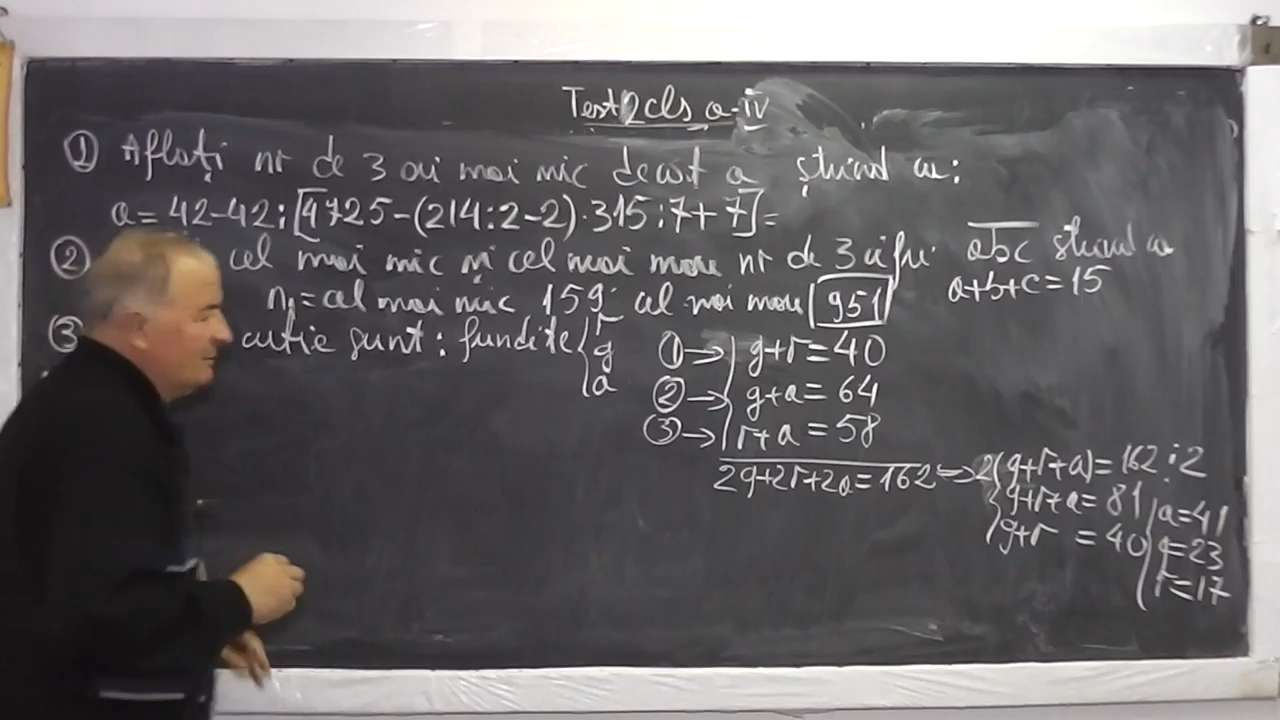 Test 2 cls a-IV
① Aflați nr de 3 ori mai mic decât a știind că:
a= 42-42:[4725-(214:2-2)·315:7+7]=
② cel mai mic și cel mai mare nr de 3 cifre abc știind că
a+b+c=15
n₁=cel mai mic 159 cel mai mare 951
③ cutie sunt: fundite { r
g
a
①→ g+r=40
②→ g+a=64
③→ r+a=58
2g+2r+2a=162 => 2(g+r+a)=162 :2
g+r+a=81
g+r =40
a=41
g=23
r=17